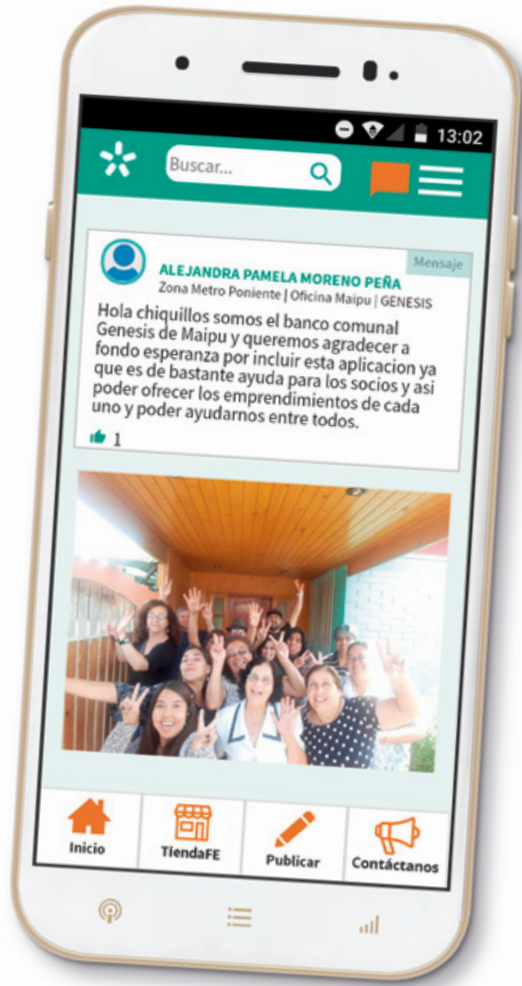 13:02
Buscar...
Mensaje
ALEJANDRA PAMELA MORENO PEÑA
Zona Metro Poniente | Oficina Maipu | GENESIS
Hola chiquillos somos el banco comunal
Genesis de Maipu y queremos agradecer a
fondo esperanza por incluir esta aplicacion ya
que es de bastante ayuda para los socios y asi
poder ofrecer los emprendimientos de cada
uno y poder ayudarnos entre todos.
1
Inicio
TiendaFE
Publicar
Contáctanos